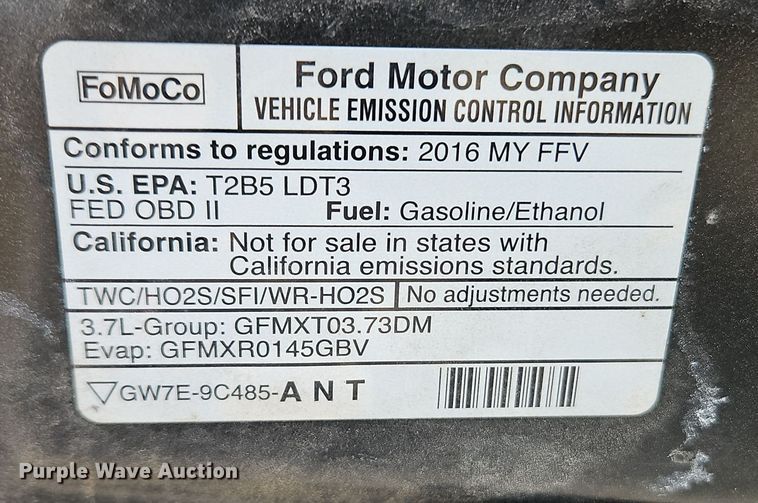 FoMoCo
Ford Motor Company
VEHICLE EMISSION CONTROL INFORMATION
Conforms to regulations: 2016 MY FFV
U.S. EPA: T2B5 LDT3
FED OBD II Fuel: Gasoline/Ethanol
California: Not for sale in states with
California emissions standards.
TWC/HO2S/SFI/WR-HO2S No adjustments needed.
3.7L-Group: GFMXT03.73DM
Evap: GFMXR0145GBV
GW7E-9C485-A N T
Purple Wave Auction